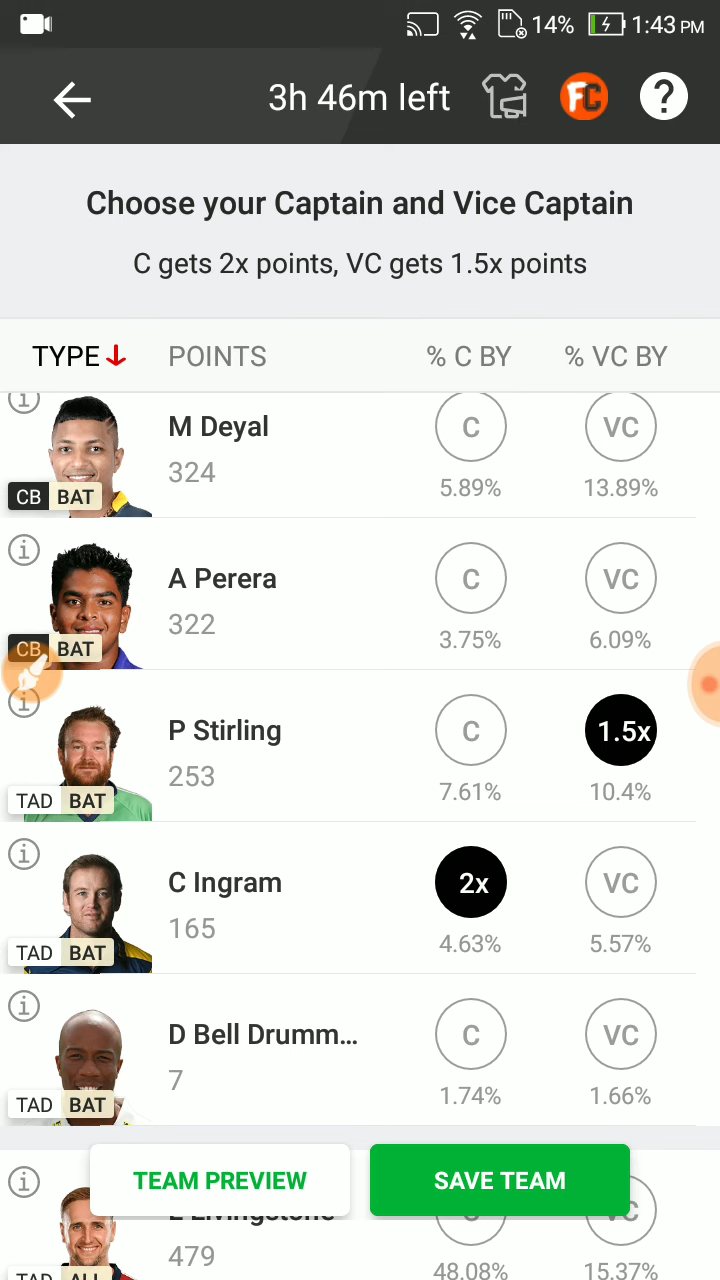 14% 1:43 PM
3h 46m left FC ?
Choose your Captain and Vice Captain
C gets 2x points, VC gets 1.5x points
TYPE POINTS % C BY % VC BY
M Deyal C VC
324 5.89% 13.89%
CB BAT
A Perera C VC
322 3.75% 6.09%
CB BAT
P Stirling C 1.5x
253 7.61% 10.4%
TAD BAT
C Ingram 2x VC
165 4.63% 5.57%
TAD BAT
D Bell Drumm... C VC
7 1.74% 1.66%
TAD BAT
TEAM PREVIEW SAVE TEAM
L Livingstone C VC
479 48.08% 15.37%
TAD ALL